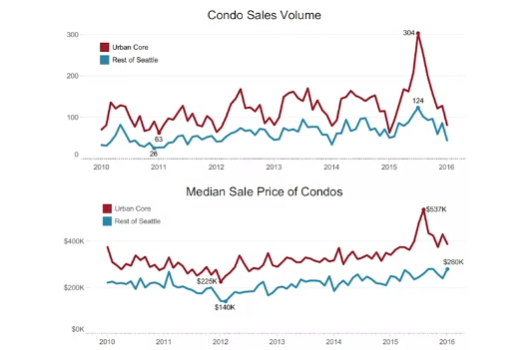 Condo Sales Volume
300
304
Urban Core
Rest of Seattle
200
124
100
63
26
0
2010 2011 2012 2013 2014 2015 2016
Median Sale Price of Condos
Urban Core
$537K
Rest of Seattle
$400K
$280K
$225K
$200K
$140K
$0K
2010 2011 2012 2013 2014 2015 2016